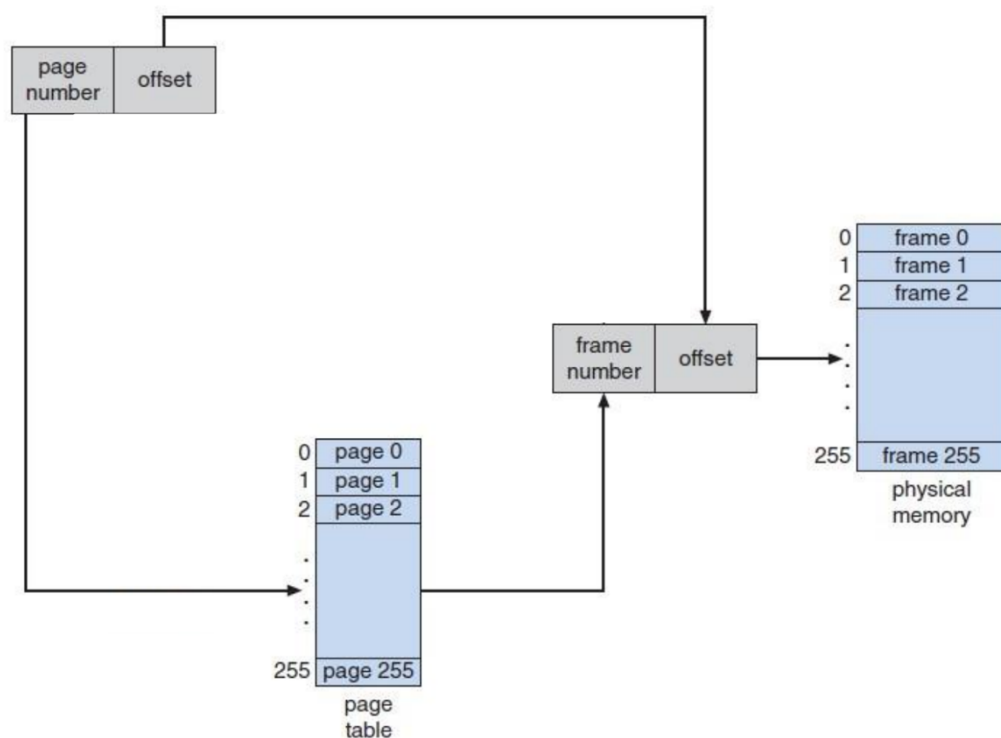 page
number
offset
0 frame 0
1 frame 1
2 frame 2
.
.
.
.
255 frame 255
physical
memory
frame
number
offset
0 page 0
1 page 1
2 page 2
.
.
.
.
255 page 255
page
table